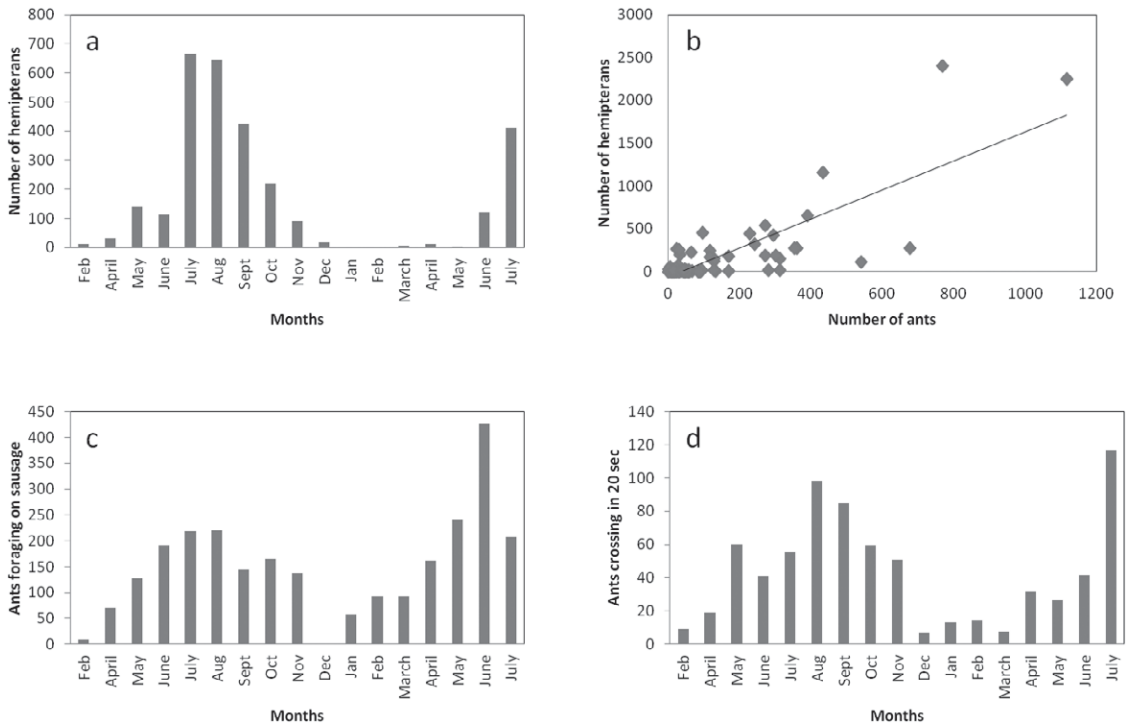 a
Number of hemipterans
800
700
600
500
400
300
200
100
0
Feb
April
May
June
July
Aug
Sept
Oct
Nov
Dec
Jan
Feb
March
April
May
June
July
Months
b
Number of hemipterans
3000
2500
2000
1500
1000
500
0
0 200 400 600 800 1000 1200
Number of ants
c
Ants foraging on sausage
450
400
350
300
250
200
150
100
50
0
Feb
April
May
June
July
Aug
Sept
Oct
Nov
Dec
Jan
Feb
March
April
May
June
July
Months
d
Ants crossing in 20 sec
140
120
100
80
60
40
20
0
Feb
April
May
June
July
Aug
Sept
Oct
Nov
Dec
Jan
Feb
March
April
May
June
July
Months